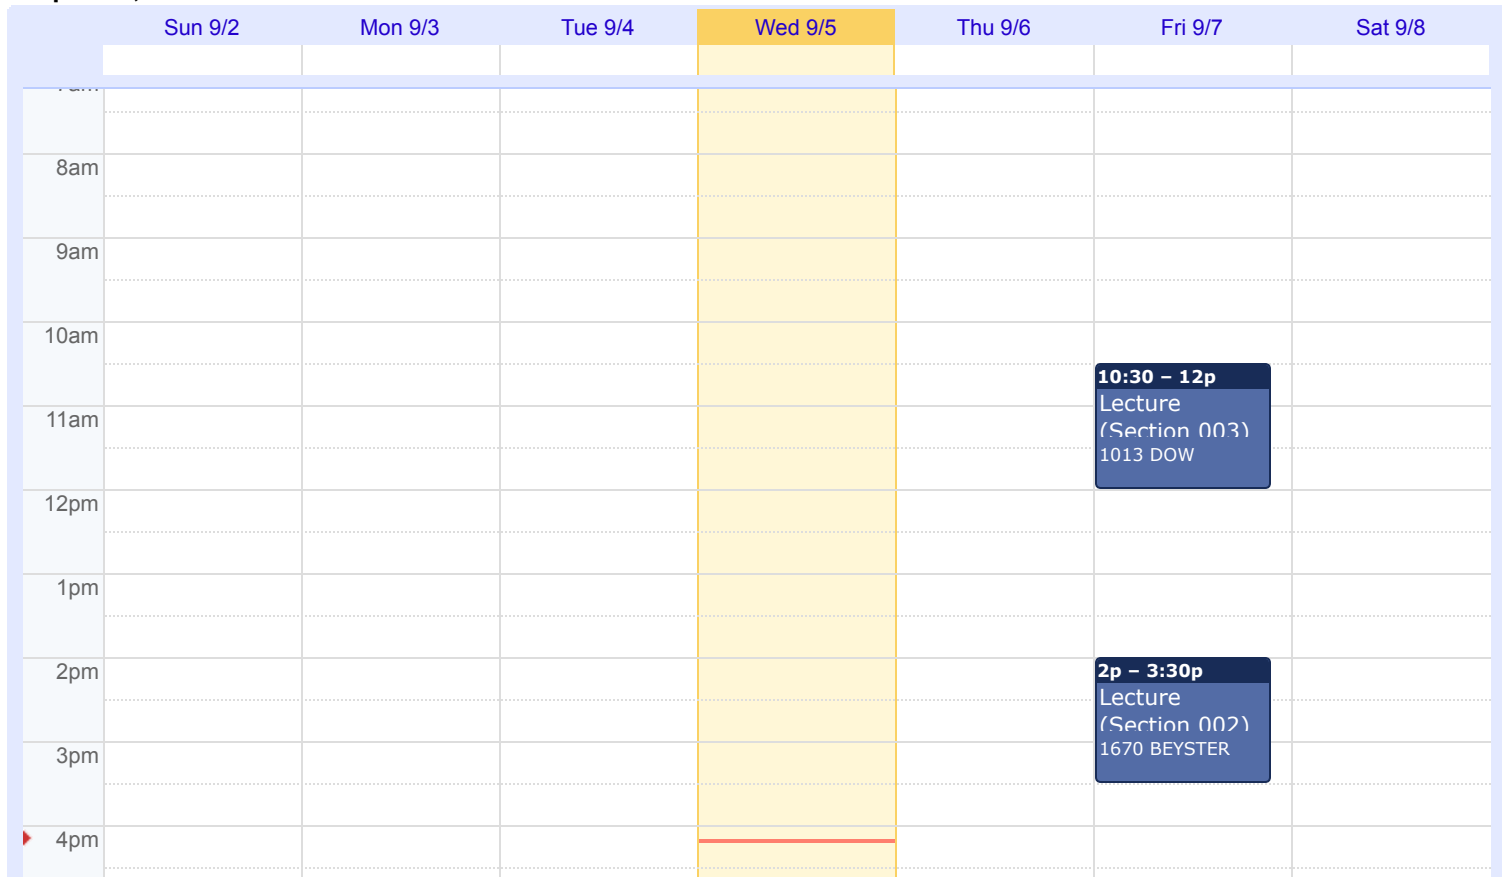 Sun 9/2 Mon 9/3 Tue 9/4 Wed 9/5 Thu 9/6 Fri 9/7 Sat 9/8
8am
9am
10am
10:30 – 12p
Lecture
11am
(Section 003)
1013 DOW
12pm
1pm
2pm
2p – 3:30p
Lecture
(Section 002)
3pm
1670 BEYSTER
4pm